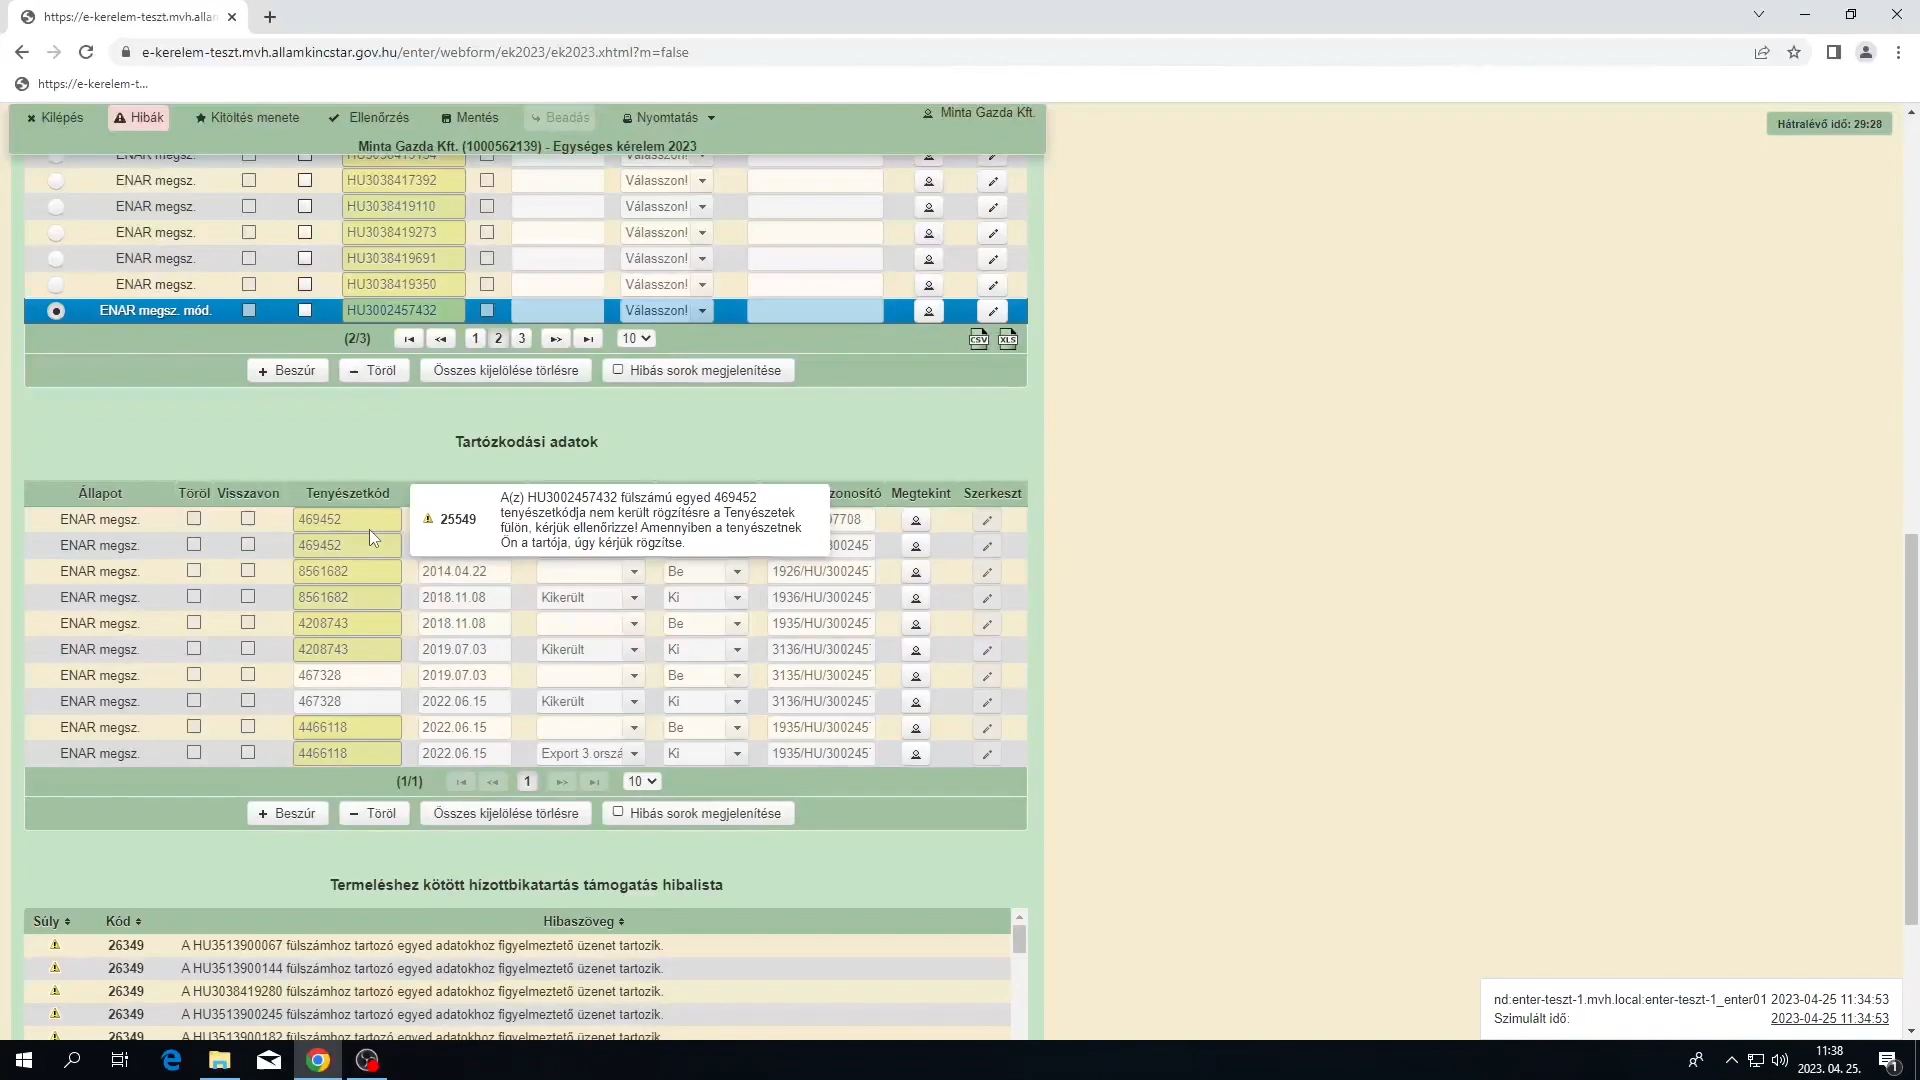 https://e-kerelem-teszt.mvh.allan
e-kerelem-teszt.mvh.allamkincstar.gov.hu/enter/webform/ek2023/ek2023.xhtml?m=false
https://e-kerelem-t...
Kilépés Hibák Kitöltés menete Ellenőrzés Mentés Beadás Nyomtatás Minta Gazda Kft.
Hátralévő idő: 29:28
Minta Gazda Kft. (1000562139) - Egységes kérelem 2023
ENAR megsz. HU3038417392 Válasszon!
ENAR megsz. HU3038419110 Válasszon!
ENAR megsz. HU3038419273 Válasszon!
ENAR megsz. HU3038419691 Válasszon!
ENAR megsz. HU3038419350 Válasszon!
ENAR megsz. mód. HU3002457432 Válasszon!
(2/3) 1 2 3 10 CSV XLS
Beszúr Töröl Összes kijelölése törlésre Hibás sorok megjelenítése
Tartózkodási adatok
Állapot Töröl Visszavon Tenyészetkód zonosító Megtekint Szerkeszt
25549 A(z) HU3002457432 fülszámú egyed 469452
tenyészetkódja nem került rögzítésre a Tenyészetek
fülön, kérjük ellenőrizze! Amennyiben a tenyészetnek
Ön a tartója, úgy kérjük rögzítse.
ENAR megsz. 469452 7708
ENAR megsz. 469452 300245
ENAR megsz. 8561682 2014.04.22 Be 1926/HU/300245
ENAR megsz. 8561682 2018.11.08 Kikerült Ki 1936/HU/300245
ENAR megsz. 4208743 2018.11.08 Be 1935/HU/300245
ENAR megsz. 4208743 2019.07.03 Kikerült Ki 3136/HU/300245
ENAR megsz. 467328 2019.07.03 Be 3135/HU/300245
ENAR megsz. 467328 2022.06.15 Kikerült Ki 3136/HU/300245
ENAR megsz. 4466118 2022.06.15 Be 1935/HU/300245
ENAR megsz. 4466118 2022.06.15 Export 3.orszá Ki 1935/HU/300245
(1/1) 1 10
Beszúr Töröl Összes kijelölése törlésre Hibás sorok megjelenítése
Termeléshez kötött hízottbikatartás támogatás hibalista
Súly Kód Hibaszöveg
26349 A HU3513900067 fülszámhoz tartozó egyed adatokhoz figyelmeztető üzenet tartozik.
26349 A HU3513900144 fülszámhoz tartozó egyed adatokhoz figyelmeztető üzenet tartozik.
26349 A HU3038419280 fülszámhoz tartozó egyed adatokhoz figyelmeztető üzenet tartozik.
26349 A HU3513900245 fülszámhoz tartozó egyed adatokhoz figyelmeztető üzenet tartozik.
26349 A HU3513900182 fülszámhoz tartozó egyed adatokhoz figyelmeztető üzenet tartozik.
nd:enter-teszt-1.mvh.local:enter-teszt-1_enter01 2023-04-25 11:34:53
Szimulált idő: 2023-04-25 11:34:53
11:38
2023. 04. 25.
1